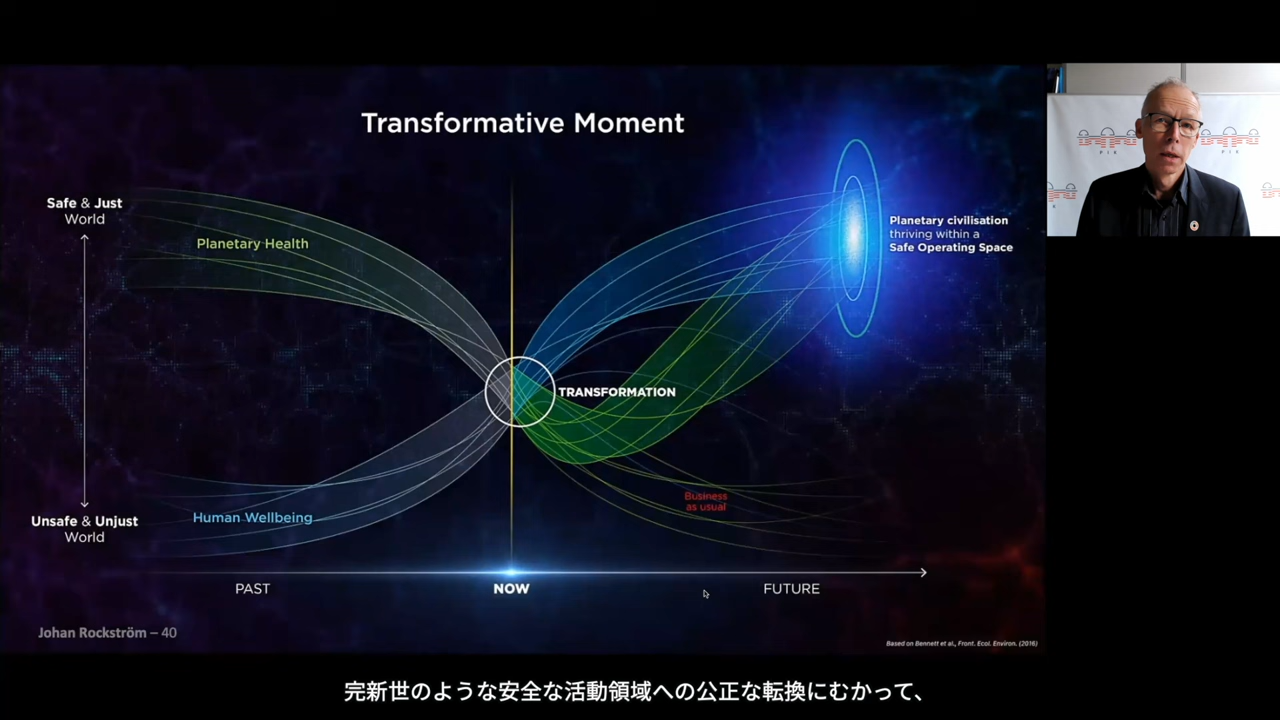 Transformative Moment
Safe & Just
World
Planetary Health
Planetary civilisation
thriving within a
Safe Operating Space
TRANSFORMATION
Business
as usual
Human Wellbeing
Unsafe & Unjust
World
PAST
NOW
FUTURE
Johan Rockström – 40
Based on Bennett et al., Front. Ecol. Environ. (2016)
PIK
PIK
完新世のような安全な活動領域への公正な転換にむかって、